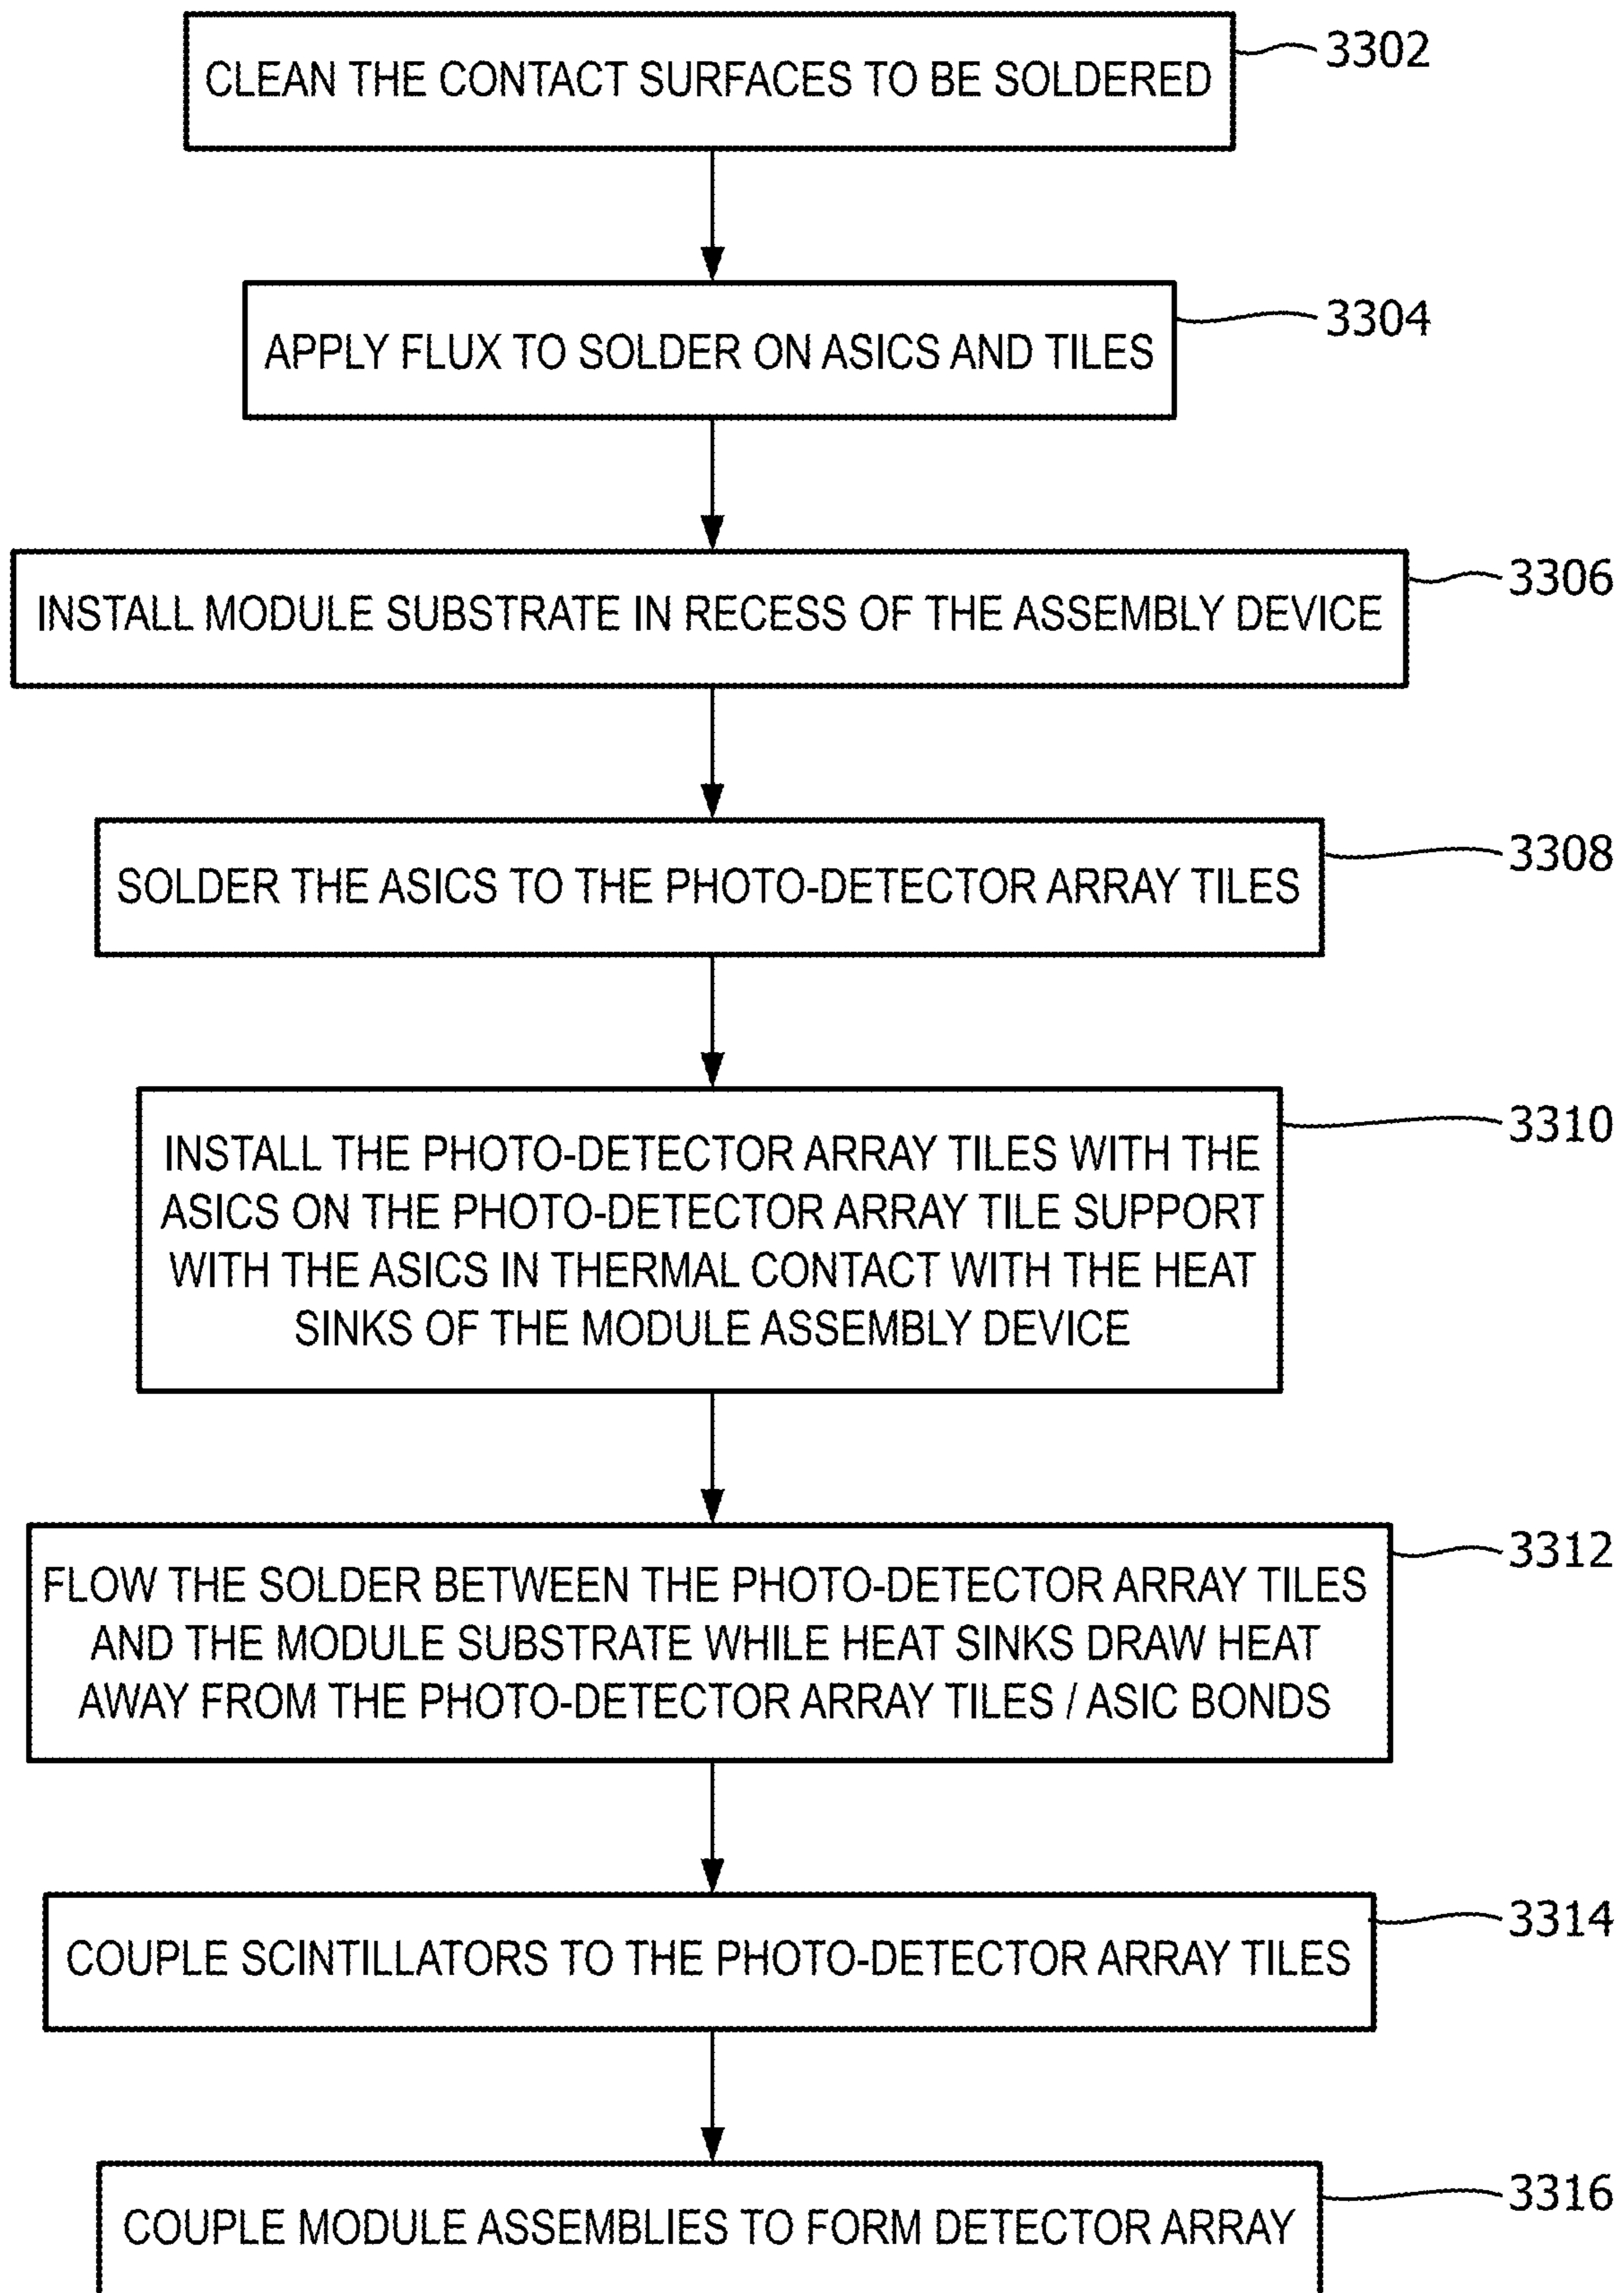 CLEAN THE CONTACT SURFACES TO BE SOLDERED
3302
APPLY FLUX TO SOLDER ON ASICS AND TILES
3304
INSTALL MODULE SUBSTRATE IN RECESS OF THE ASSEMBLY DEVICE
3306
SOLDER THE ASICS TO THE PHOTO-DETECTOR ARRAY TILES
3308
INSTALL THE PHOTO-DETECTOR ARRAY TILES WITH THE
ASICS ON THE PHOTO-DETECTOR ARRAY TILE SUPPORT
WITH THE ASICS IN THERMAL CONTACT WITH THE HEAT
SINKS OF THE MODULE ASSEMBLY DEVICE
3310
FLOW THE SOLDER BETWEEN THE PHOTO-DETECTOR ARRAY TILES
AND THE MODULE SUBSTRATE WHILE HEAT SINKS DRAW HEAT
AWAY FROM THE PHOTO-DETECTOR ARRAY TILES / ASIC BONDS
3312
COUPLE SCINTILLATORS TO THE PHOTO-DETECTOR ARRAY TILES
3314
COUPLE MODULE ASSEMBLIES TO FORM DETECTOR ARRAY
3316